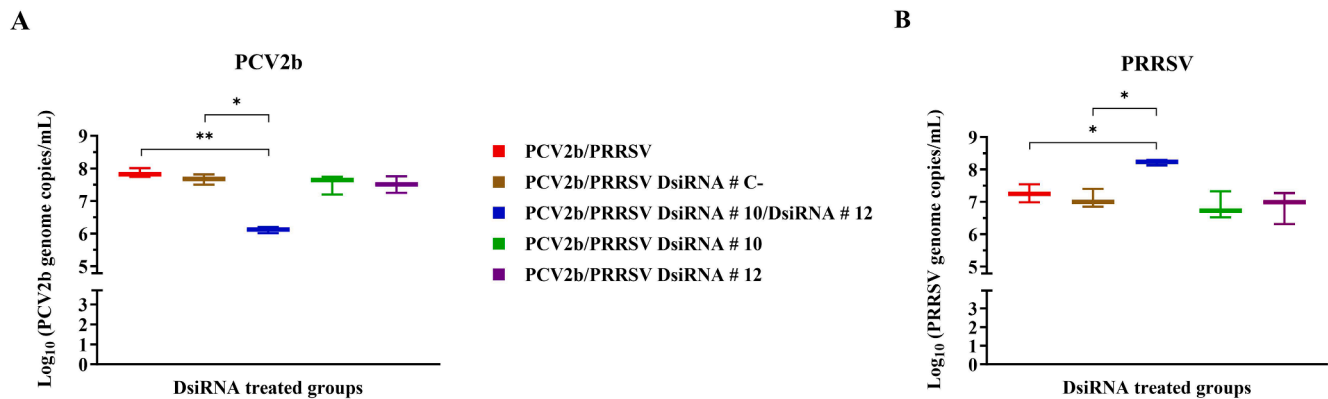 A
PCV2b
Log10 (PCV2b genome copies/mL)
9
8
7
6
5
3
2
1
0
*
**
DsiRNA treated groups
PCV2b/PRRSV
PCV2b/PRRSV DsiRNA # C-
PCV2b/PRRSV DsiRNA # 10/DsiRNA # 12
PCV2b/PRRSV DsiRNA # 10
PCV2b/PRRSV DsiRNA # 12
B
PRRSV
Log10 (PRRSV genome copies/mL)
9
8
7
6
5
3
2
1
0
*
*
DsiRNA treated groups